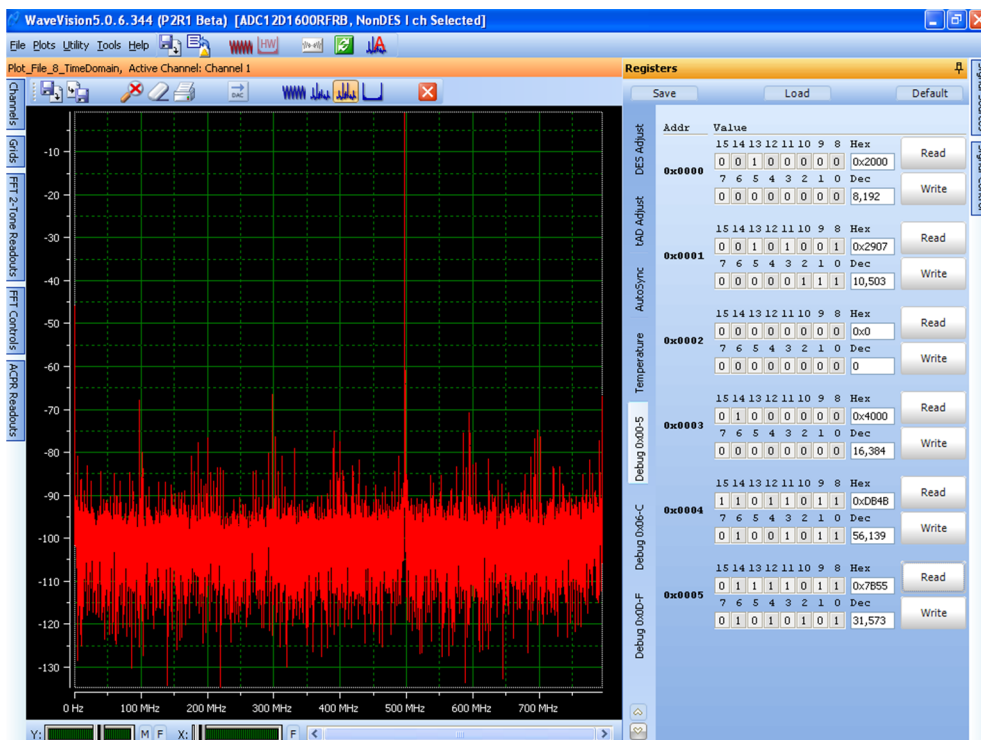 WaveVision5.0.6.344 (P2R1 Beta) [ADC12D1600RFRB, NonDES I ch Selected]
File Plots Utility Tools Help
HW
Plot_File_8_TimeDomain, Active Channel: Channel 1
Registers
Channels
Grids
FFT 2-Tone Readouts
FFT Controls
ACPR Readouts
DAC
-10
-20
-30
-40
-50
-60
-70
-80
-90
-100
-110
-120
-130
0 Hz 100 MHz 200 MHz 300 MHz 400 MHz 500 MHz 600 MHz 700 MHz
Y: M F X: F
Save Load Default
DES Adjust
tAD Adjust
AutoSync
Temperature
Debug 0x00-5
Debug 0x06-C
Debug 0x0D-F
Addr Value
15 14 13 12 11 10 9 8 Hex
0 0 1 0 0 0 0 0 0x2000 Read
0x0000
7 6 5 4 3 2 1 0 Dec
0 0 0 0 0 0 0 0 8,192 Write
15 14 13 12 11 10 9 8 Hex
0 0 1 0 1 0 0 1 0x2907 Read
0x0001
7 6 5 4 3 2 1 0 Dec
0 0 0 0 0 1 1 1 10,503 Write
15 14 13 12 11 10 9 8 Hex
0 0 0 0 0 0 0 0 0x0 Read
0x0002
7 6 5 4 3 2 1 0 Dec
0 0 0 0 0 0 0 0 0 Write
15 14 13 12 11 10 9 8 Hex
0 1 0 0 0 0 0 0 0x4000 Read
0x0003
7 6 5 4 3 2 1 0 Dec
0 0 0 0 0 0 0 0 16,384 Write
15 14 13 12 11 10 9 8 Hex
1 1 0 1 1 0 1 1 0xDB4B Read
0x0004
7 6 5 4 3 2 1 0 Dec
0 1 0 0 1 0 1 1 56,139 Write
15 14 13 12 11 10 9 8 Hex
0 1 1 1 1 0 1 1 0x7B55 Read
0x0005
7 6 5 4 3 2 1 0 Dec
0 1 0 1 0 1 0 1 31,573 Write